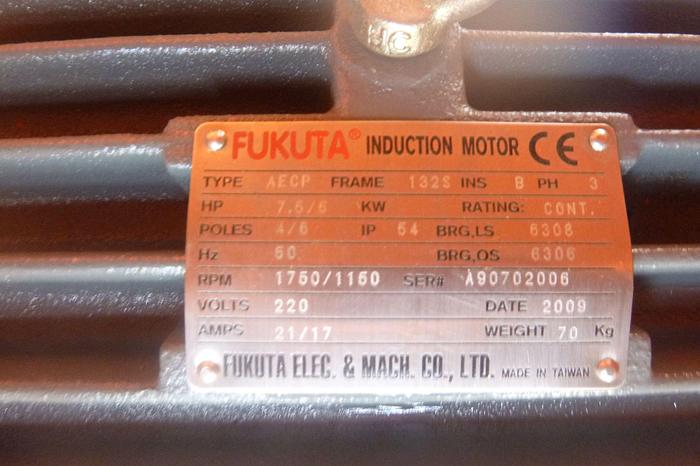 HC
FUKUTA® INDUCTION MOTOR CE
TYPE AECP FRAME 132S INS B PH 3
HP 7.5/5 KW RATING: CONT.
POLES 4/6 IP 54 BRG,LS 6308
Hz 60 BRG,OS 6306
RPM 1750/1150 SER# A90702006
VOLTS 220 DATE 2009
AMPS 21/17 WEIGHT 70 Kg
FUKUTA ELEC. & MACH. CO., LTD. MADE IN TAIWAN